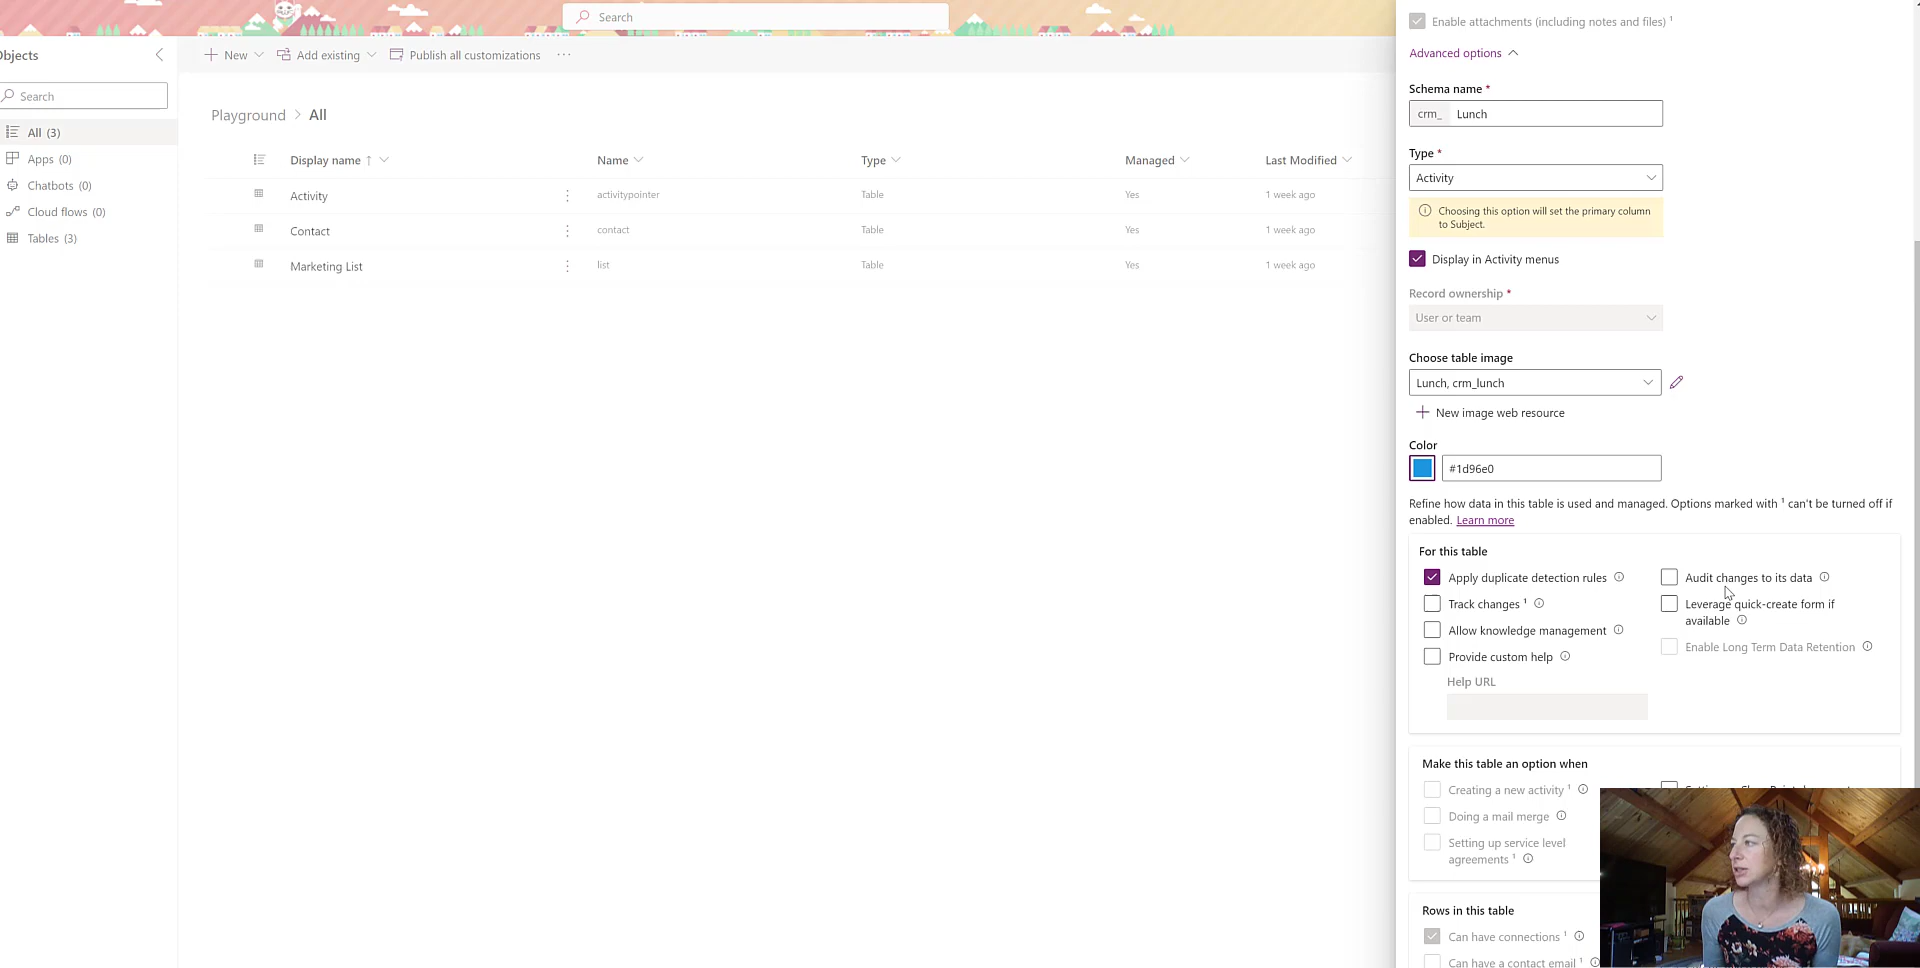 Search
Objects
Search
All (3)
Apps (0)
Chatbots (0)
Cloud flows (0)
Tables (3)
New
Add existing
Publish all customizations
Playground > All
Display name ↑ Name Type Managed Last Modified
Activity activitypointer Table Yes 1 week ago
Contact contact Table Yes 1 week ago
Marketing List list Table Yes 1 week ago
Enable attachments (including notes and files) ¹
Advanced options
Schema name *
crm_ Lunch
Type *
Activity
Choosing this option will set the primary column
to Subject.
Display in Activity menus
Record ownership *
User or team
Choose table image
Lunch, crm_lunch
New image web resource
Color
#1d96e0
Refine how data in this table is used and managed. Options marked with ¹ can't be turned off if
enabled. Learn more
For this table
Apply duplicate detection rules
Track changes ¹
Allow knowledge management
Provide custom help
Help URL
Audit changes to its data
Leverage quick-create form if
available
Enable Long Term Data Retention
Make this table an option when
Creating a new activity ¹
Doing a mail merge
Setting up service level
agreements ¹
Rows in this table
Can have connections ¹
Can have a contact email ¹